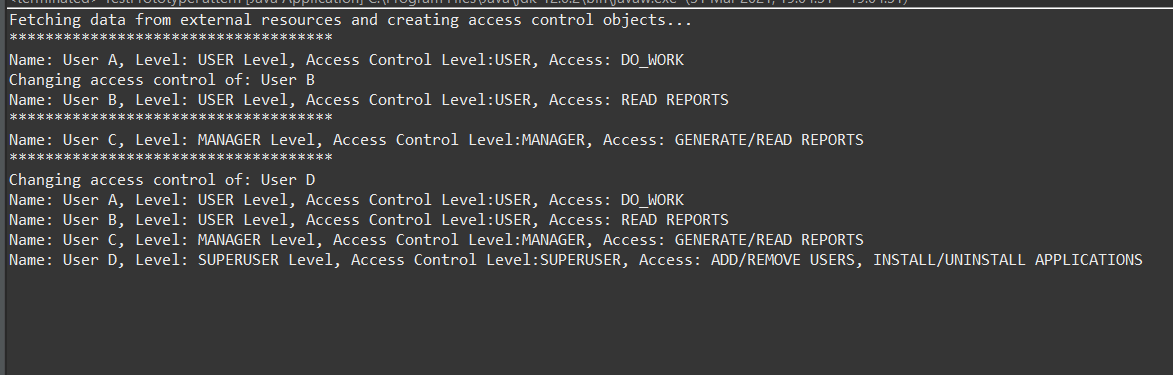 Fetching data from external resources and creating access control objects...
************************************
Name: User A, Level: USER Level, Access Control Level:USER, Access: DO_WORK
Changing access control of: User B
Name: User B, Level: USER Level, Access Control Level:USER, Access: READ REPORTS
************************************
Name: User C, Level: MANAGER Level, Access Control Level:MANAGER, Access: GENERATE/READ REPORTS
************************************
Changing access control of: User D
Name: User A, Level: USER Level, Access Control Level:USER, Access: DO_WORK
Name: User B, Level: USER Level, Access Control Level:USER, Access: READ REPORTS
Name: User C, Level: MANAGER Level, Access Control Level:MANAGER, Access: GENERATE/READ REPORTS
Name: User D, Level: SUPERUSER Level, Access Control Level:SUPERUSER, Access: ADD/REMOVE USERS, INSTALL/UNINSTALL APPLICATIONS